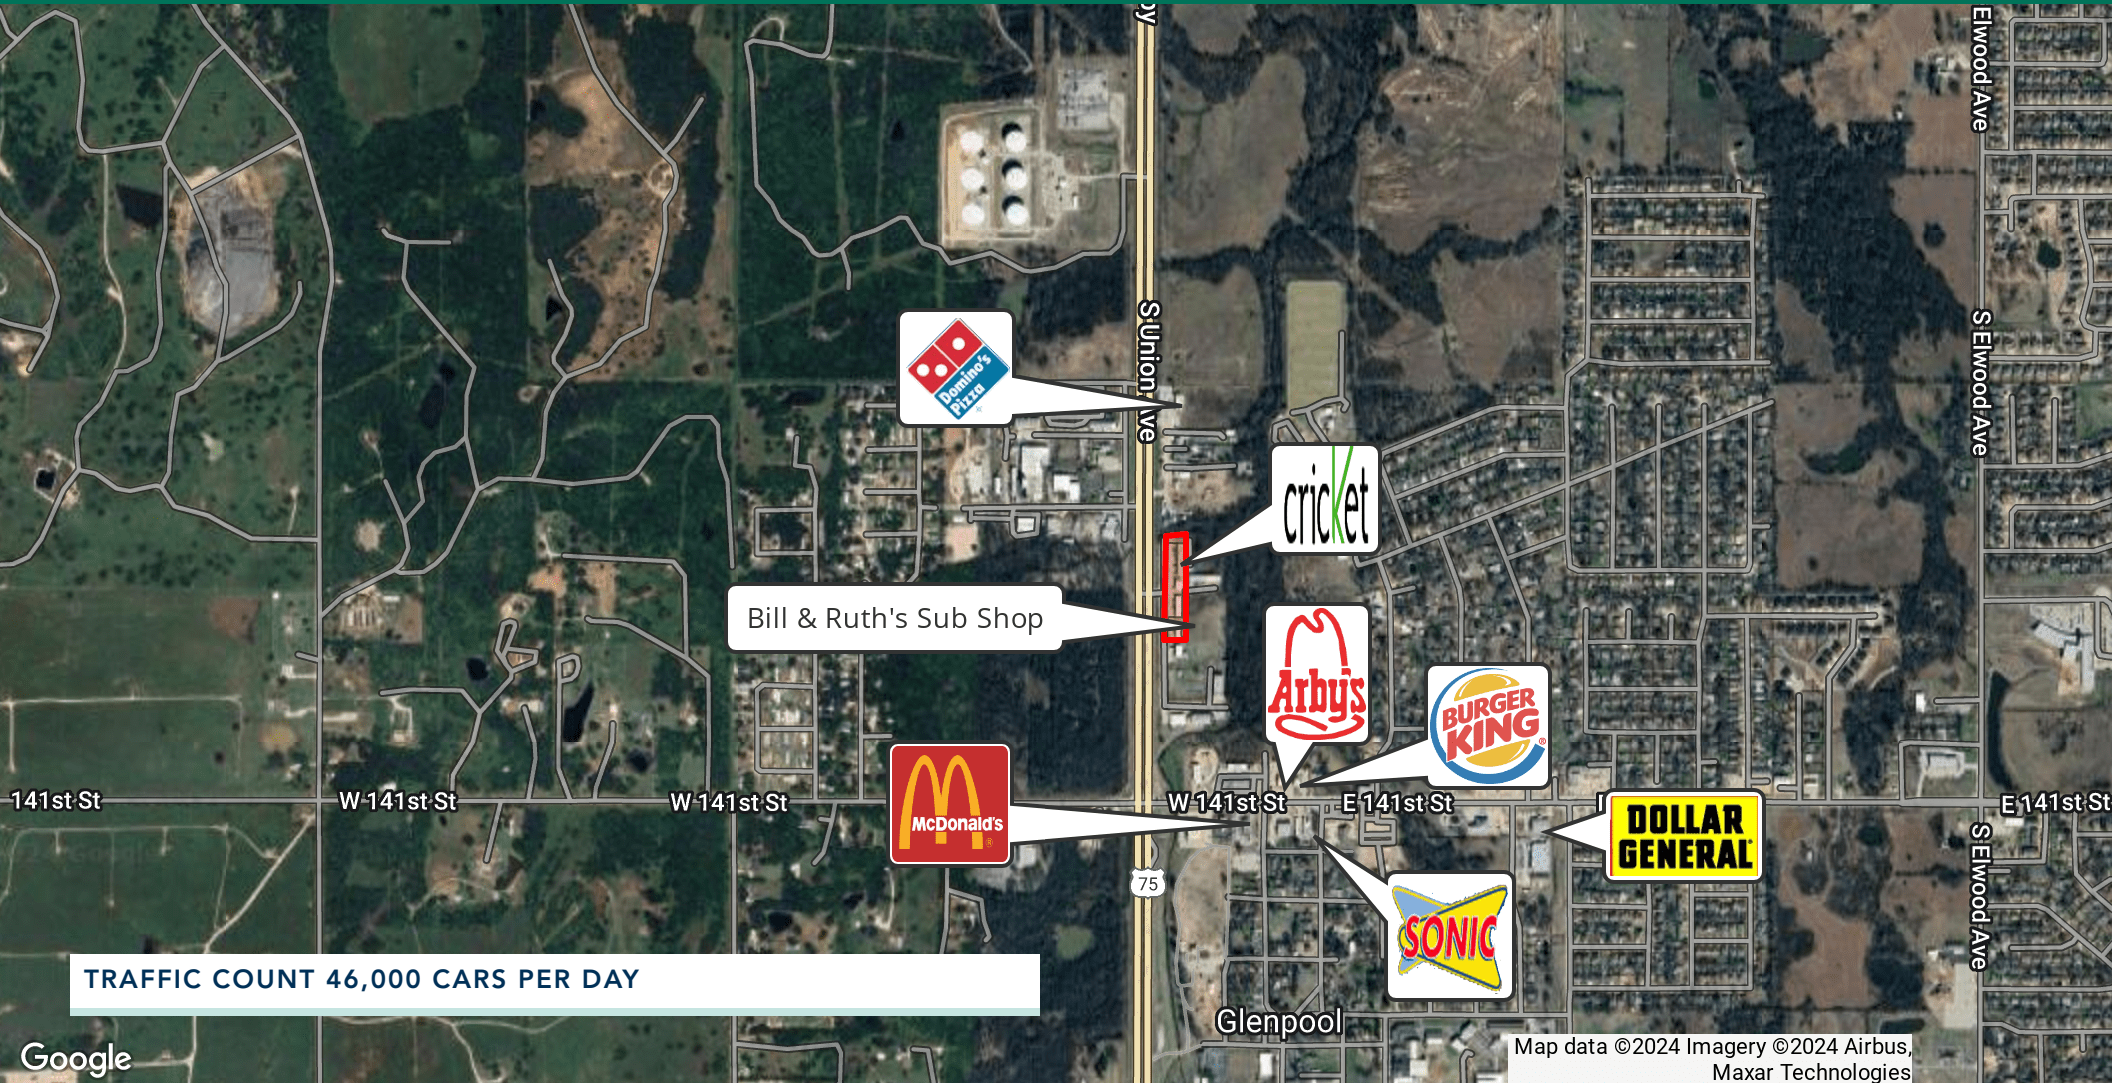 Elwood Ave
S Union Ave
S Elwood Ave
Domino's
Pizza
cricket
Bill & Ruth's Sub Shop
Arby's
BURGER
KING
®
McDonald's
®
141st St
W 141st St
W 141st St
W 141st St
E 141st St
E 141st St
DOLLAR
GENERAL
S Elwood Ave
75
SONIC
TRAFFIC COUNT 46,000 CARS PER DAY
Glenpool
Google
Map data ©2024 Imagery ©2024 Airbus,
Maxar Technologies